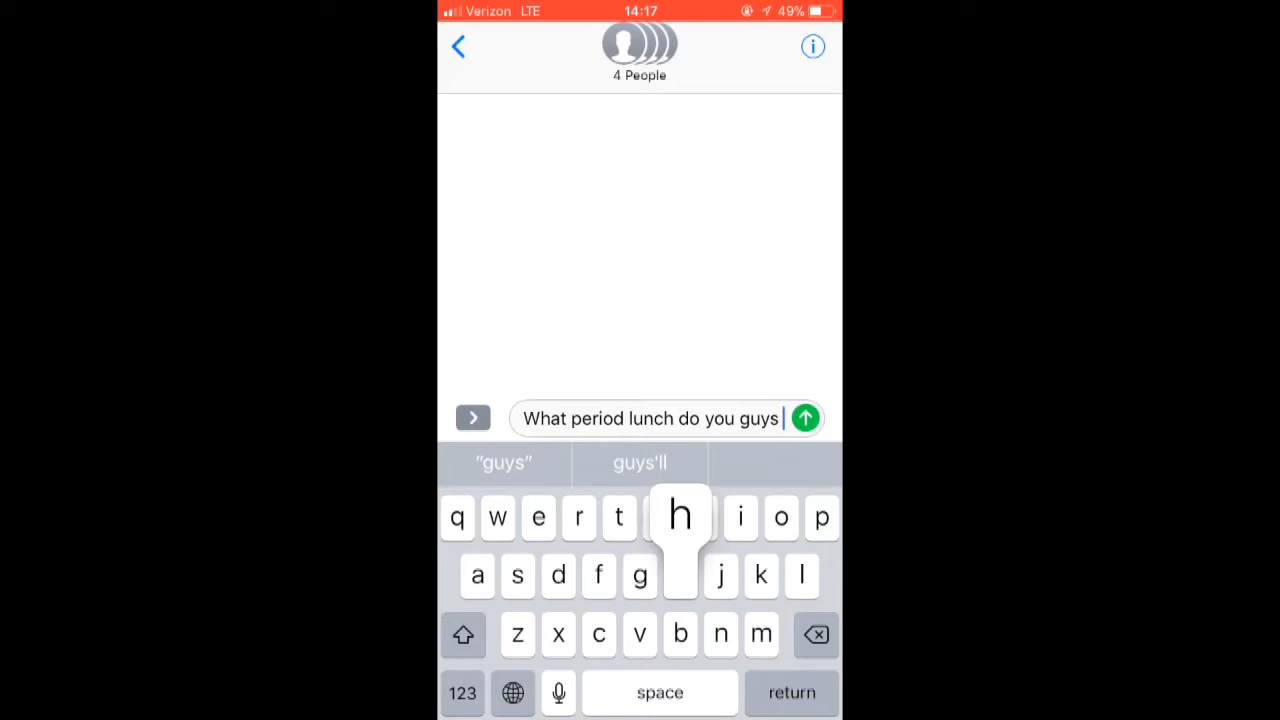 Verizon LTE 14:17 49%
4 People
What period lunch do you guys
“guys” guys'll
q w e r t h i o p
a s d f g j k l
z x c v b n m
123 space return